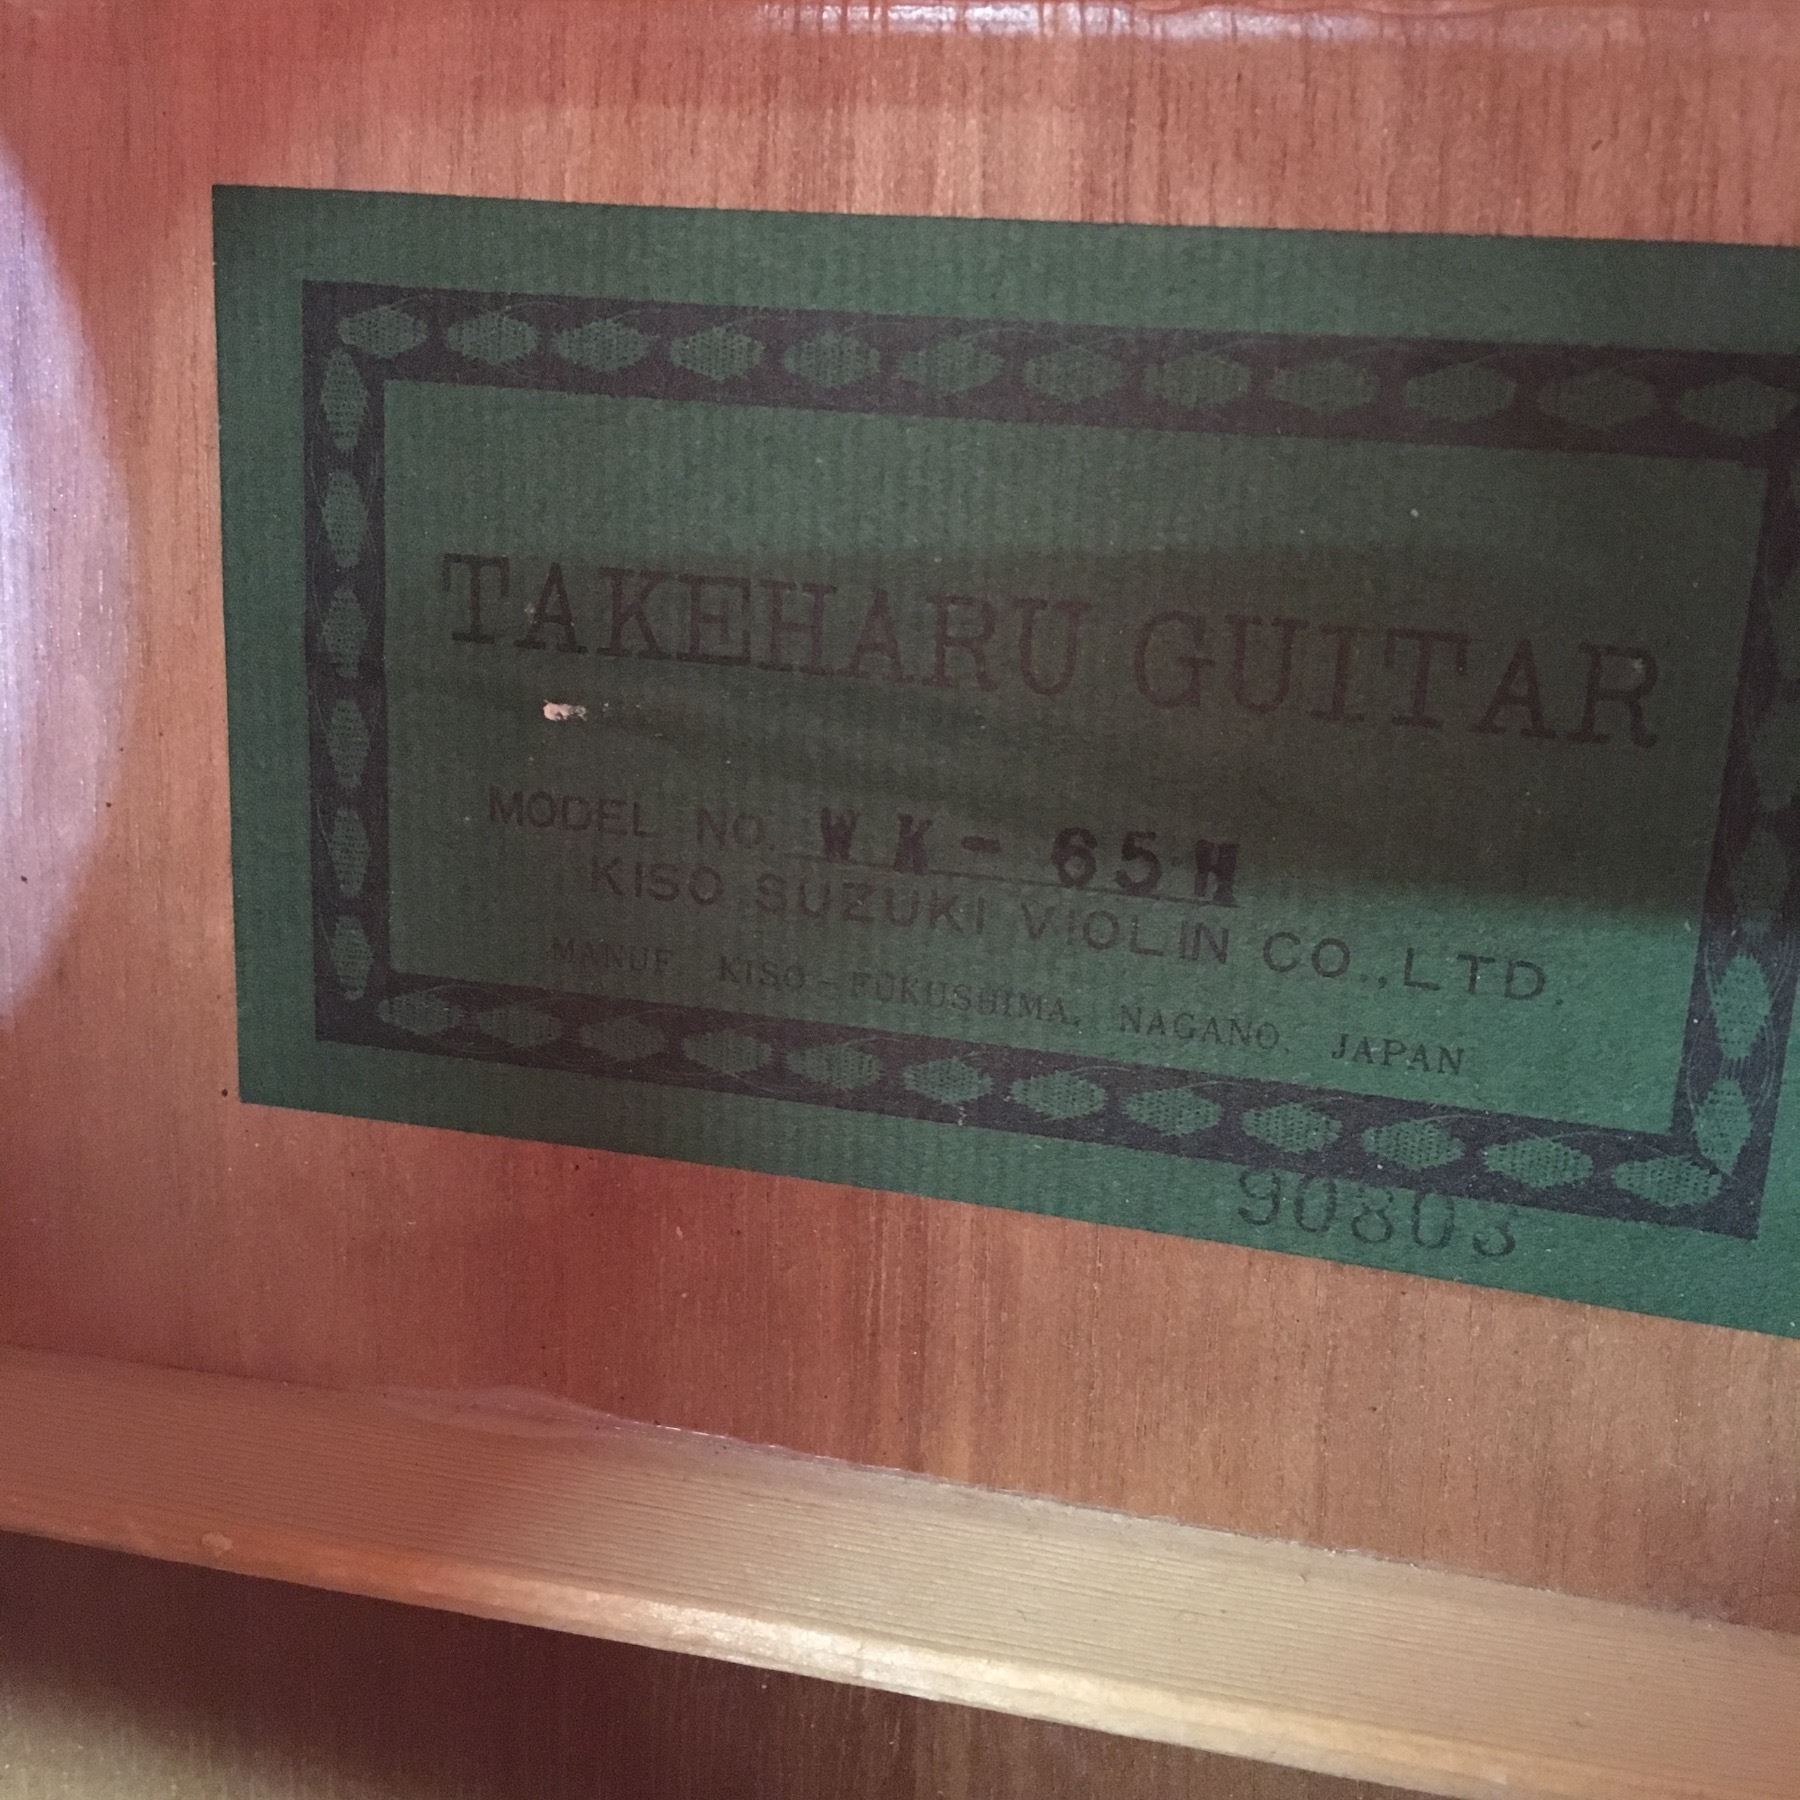 TAKEHARU GUITAR
MODEL NO. WK-65H
KISO SUZUKI VIOLIN CO.,LTD.
MANUF KISO-FUKUSHIMA, NAGANO, JAPAN
90803